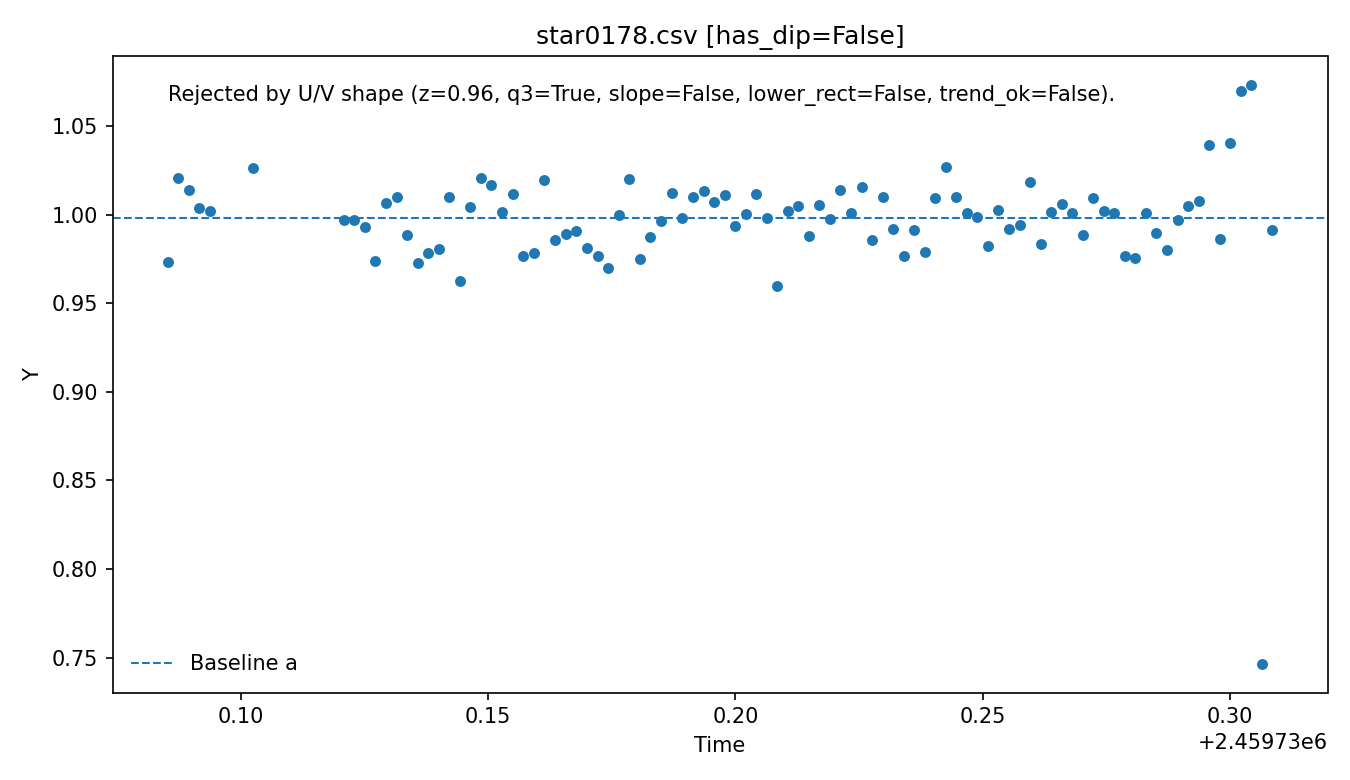 star0178.csv [has_dip=False]
Rejected by U/V shape (z=0.96, q3=True, slope=False, lower_rect=False, trend_ok=False).
1.05
1.00
0.95
0.90
0.85
0.80
0.75
Y
Baseline a
0.10 0.15 0.20 0.25 0.30
Time
+2.45973e6